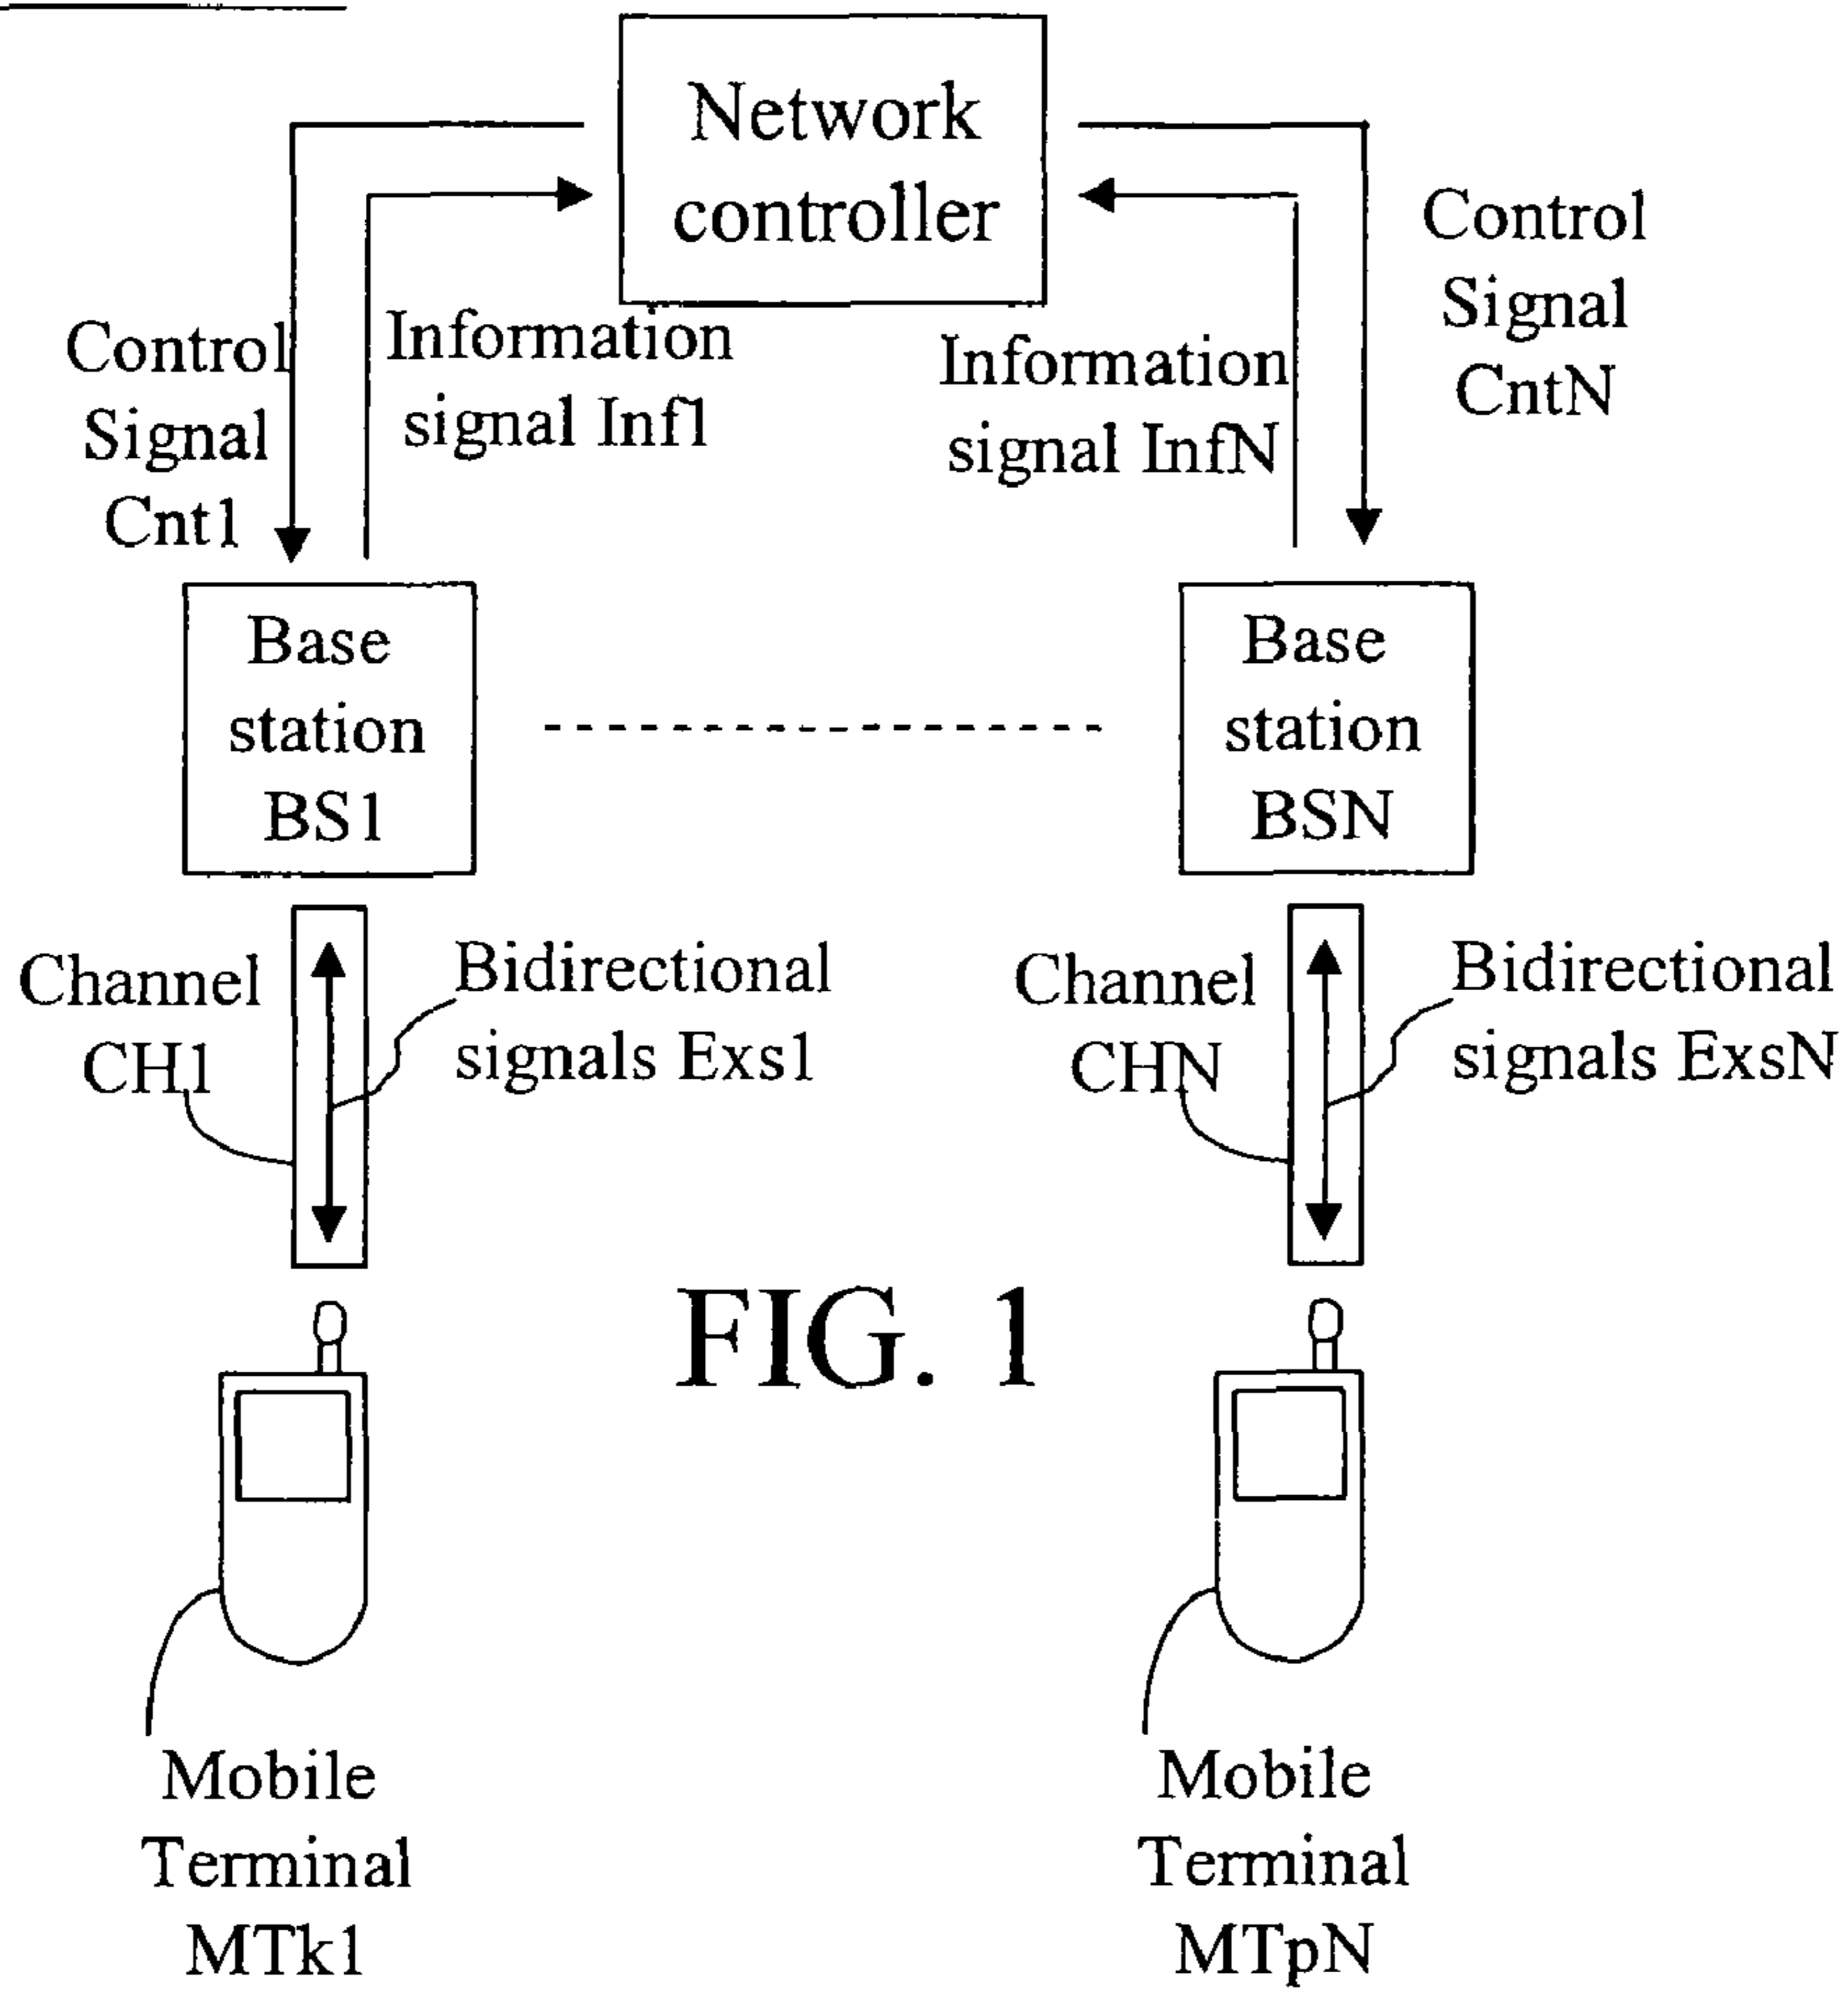 Network
controller
Control
Signal
Cnt1
Information
signal Inf1
Information
signal InfN
Control
Signal
CntN
Base
station
BS1
Base
station
BSN
Channel
CH1
Bidirectional
signals Exs1
Channel
CHN
Bidirectional
signals ExsN
FIG. 1
Mobile
Terminal
MTk1
Mobile
Terminal
MTpN